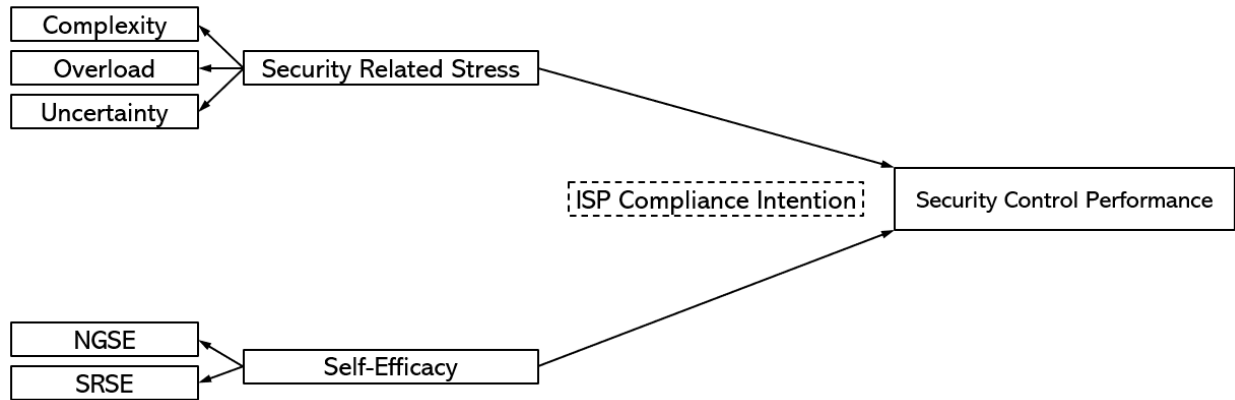 Complexity
Overload
Uncertainty
Security Related Stress
ISP Compliance Intention
Security Control Performance
NGSE
SRSE
Self-Efficacy